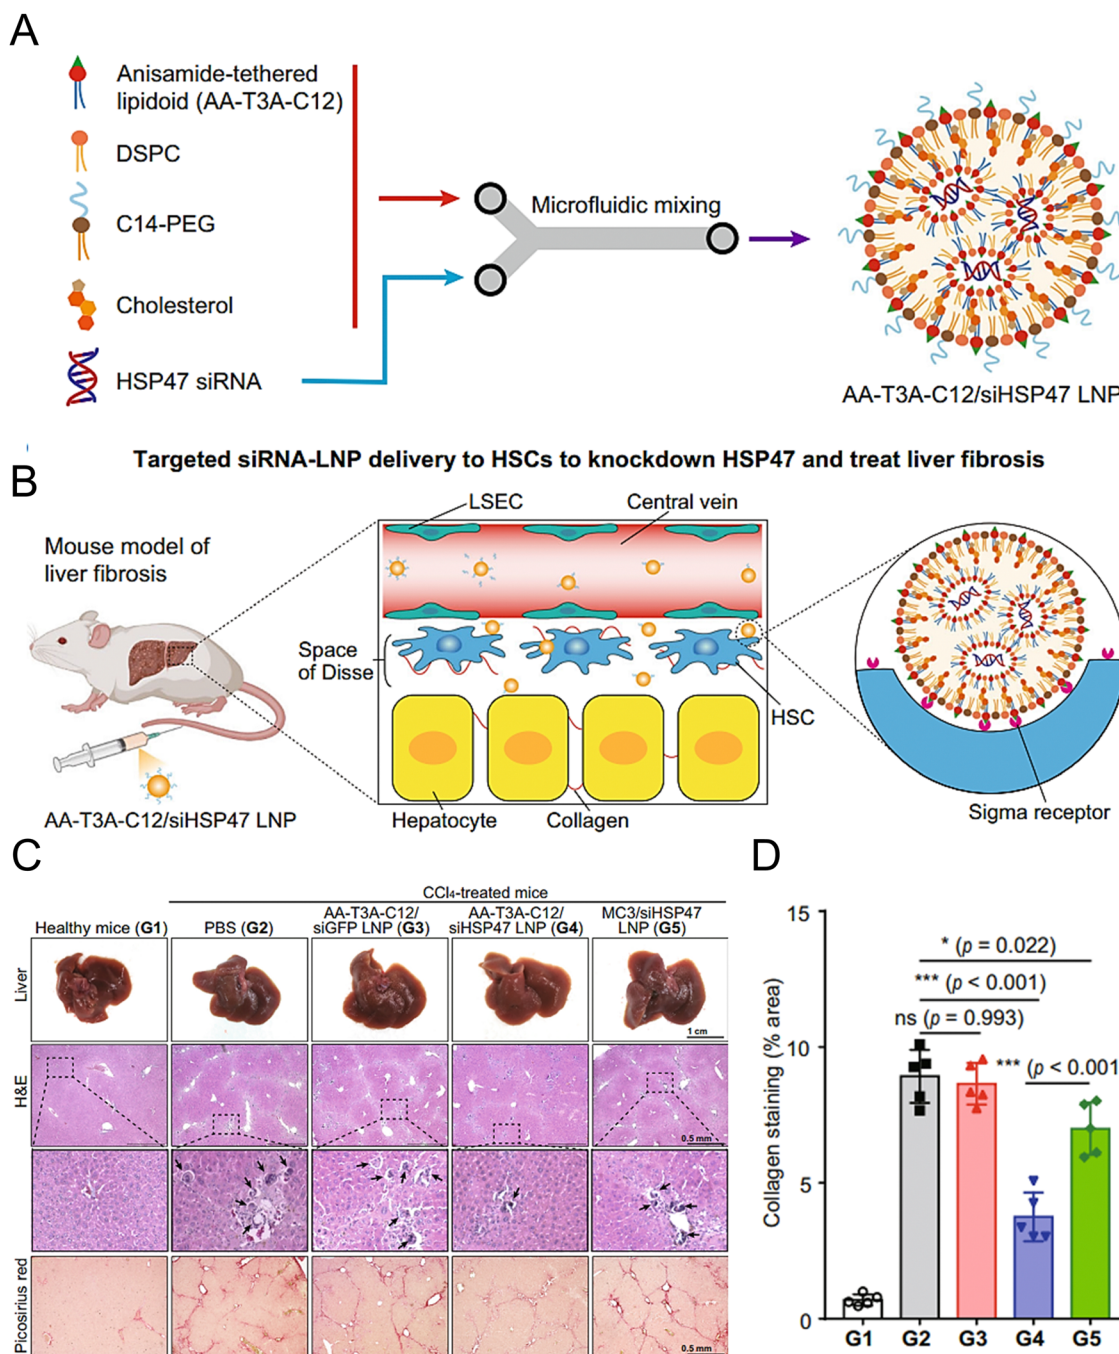 A
Anisamide-tethered
lipidoid (AA-T3A-C12)
DSPC
C14-PEG
Cholesterol
HSP47 siRNA
Microfluidic mixing
AA-T3A-C12/siHSP47 LNP
B
Targeted siRNA-LNP delivery to HSCs to knockdown HSP47 and treat liver fibrosis
Mouse model of
liver fibrosis
AA-T3A-C12/siHSP47 LNP
LSEC
Central vein
Space
of Disse
HSC
Hepatocyte
Collagen
Sigma receptor
C
CCl₄-treated mice
Healthy mice (G1)
PBS (G2)
AA-T3A-C12/
siGFP LNP (G3)
AA-T3A-C12/
siHSP47 LNP (G4)
MC3/siHSP47
LNP (G5)
Liver
1 cm
H&E
0.5 mm
Picosirius red
0.5 mm
D
Collagen staining (% area)
15
10
5
0
* (p = 0.022)
*** (p < 0.001)
ns (p = 0.993)
*** (p < 0.001
G1 G2 G3 G4 G5